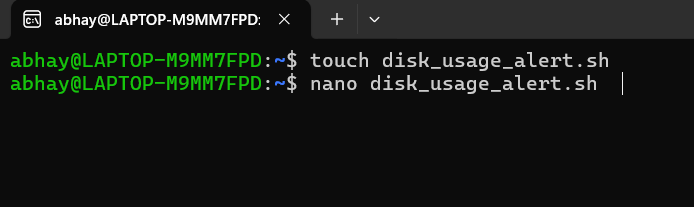 abhay@LAPTOP-M9MM7FPD:
abhay@LAPTOP-M9MM7FPD:~$ touch disk_usage_alert.sh
abhay@LAPTOP-M9MM7FPD:~$ nano disk_usage_alert.sh